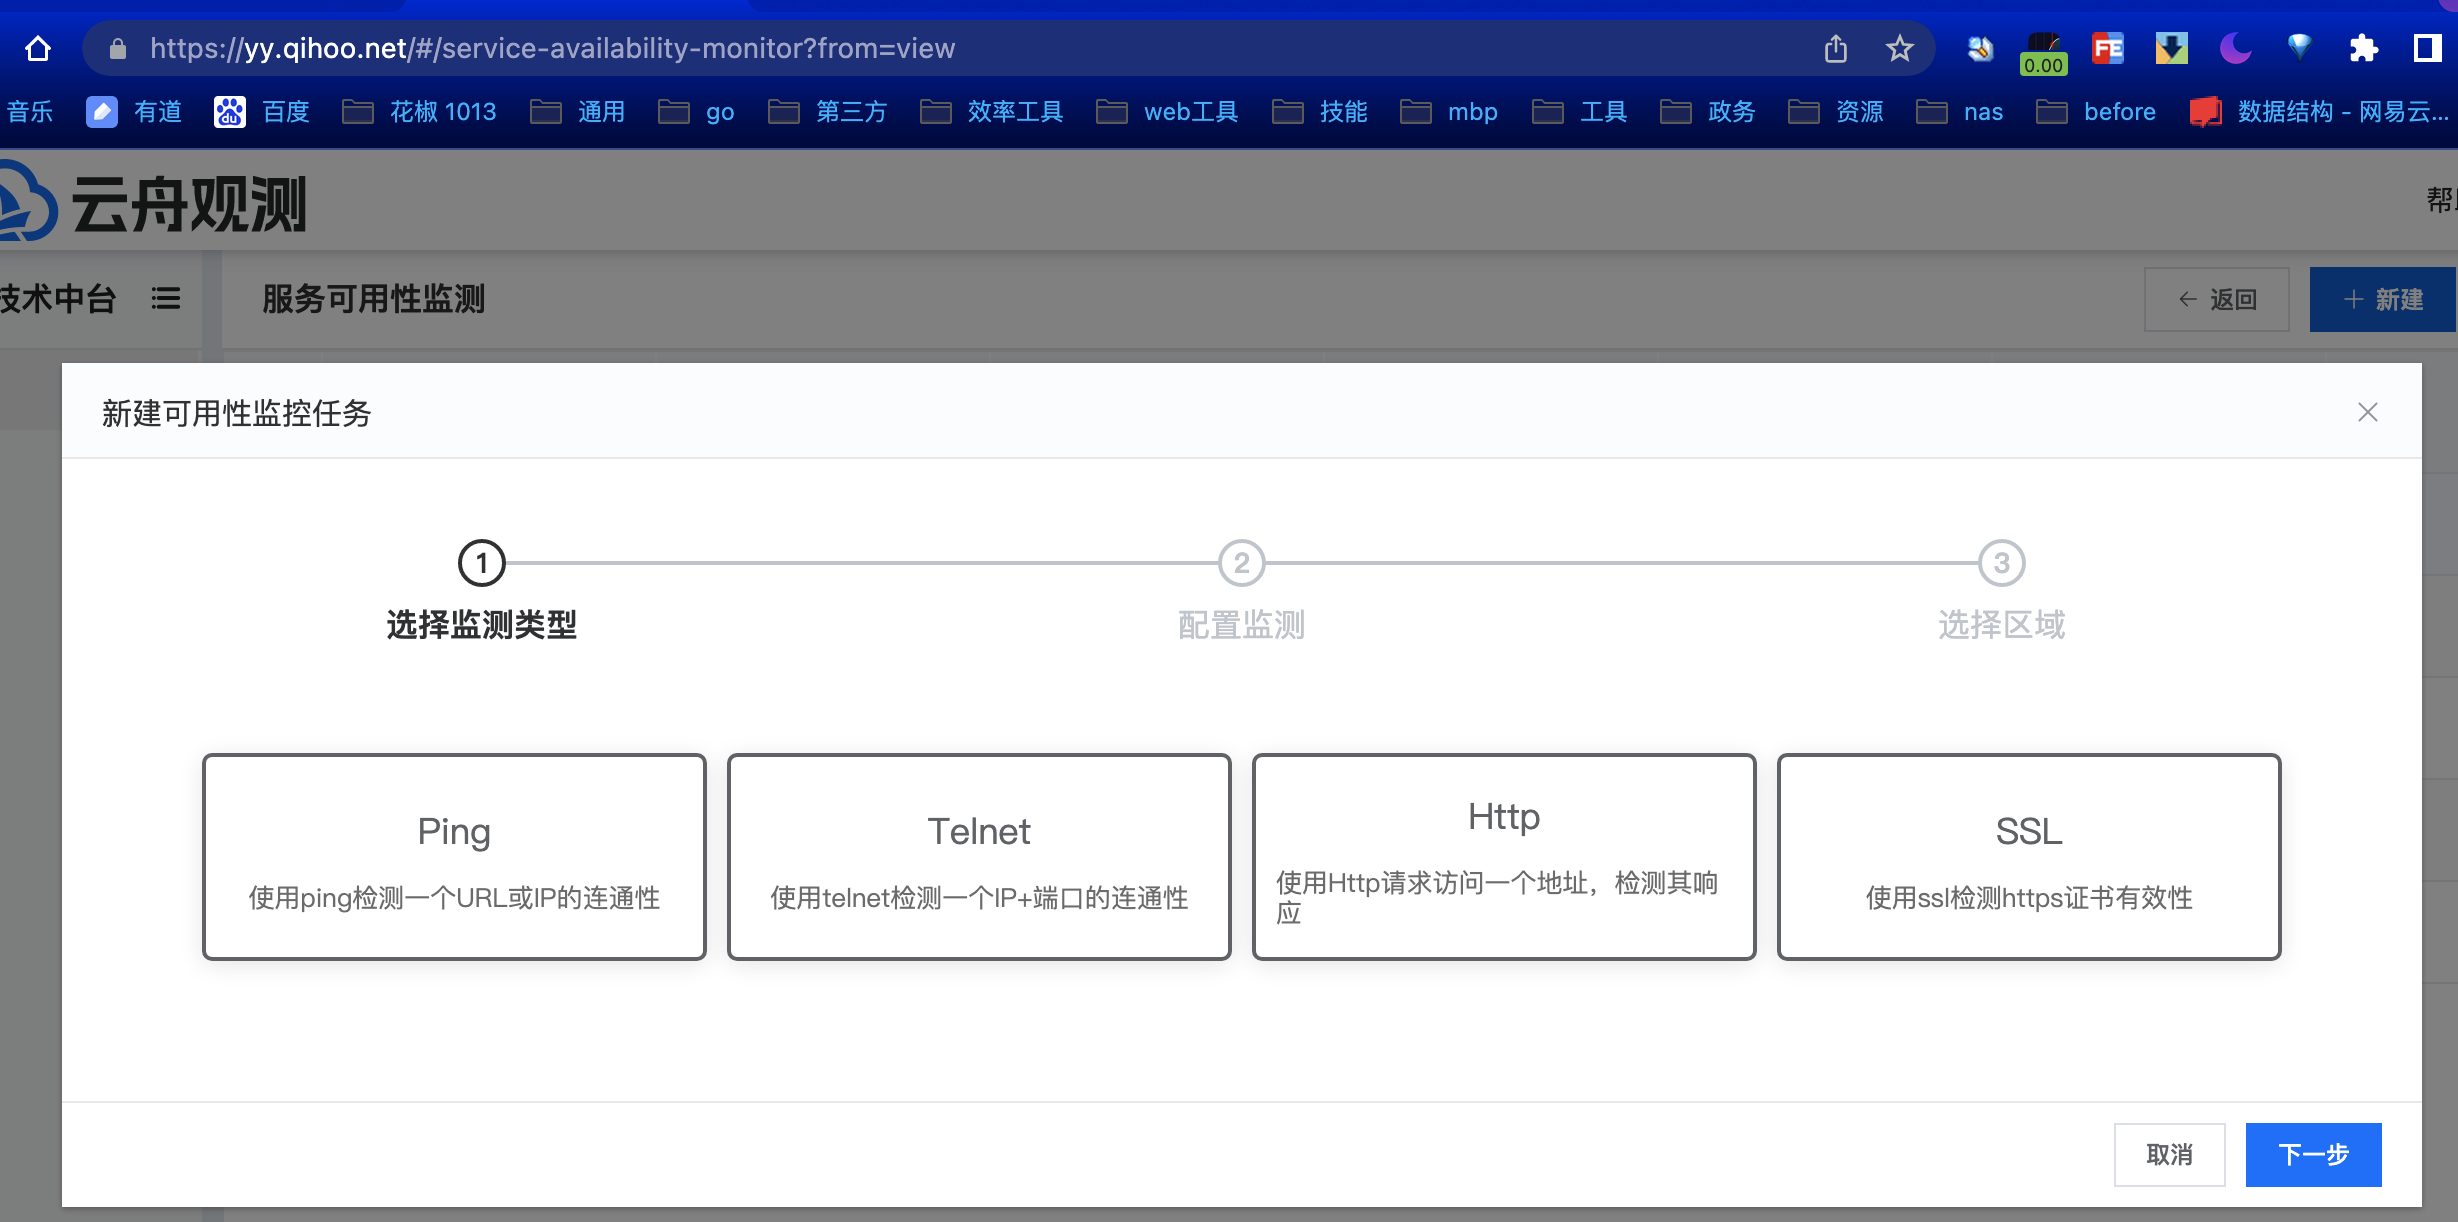 https://yy.qihoo.net/#/service-availability-monitor?from=view
0.00
FE
音乐 有道 du 百度 花椒 1013 通用 go 第三方 效率工具 web工具 技能 mbp 工具 政务 资源 nas before 数据结构 - 网易云...
云舟观测
技术中台 服务可用性监测 ← 返回 + 新建
新建可用性监控任务
1 2 3
选择监测类型 配置监测 选择区域
Ping
使用ping检测一个URL或IP的连通性
Telnet
使用telnet检测一个IP+端口的连通性
Http
使用Http请求访问一个地址，检测其响
应
SSL
使用ssl检测https证书有效性
取消 下一步